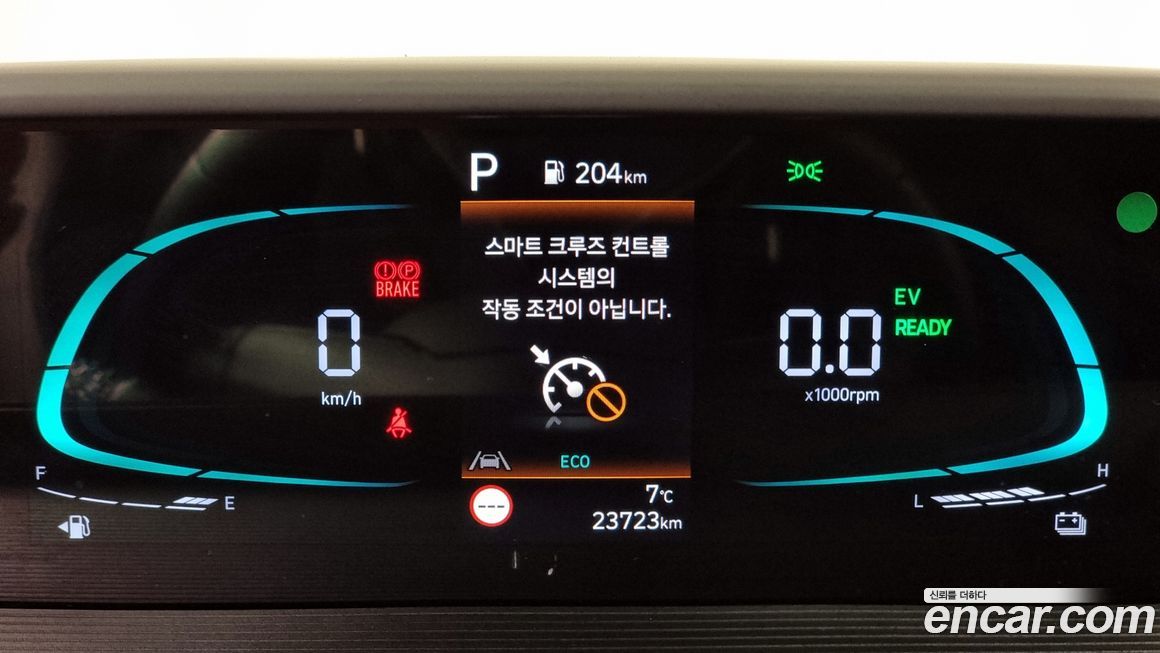 P
204km
스마트 크루즈 컨트롤
시스템의
작동 조건이 아닙니다.
P
BRAKE
EV
READY
0
0.0
km/h
x1000rpm
ECO
F
E
L
H
---
7°C
23723km
신뢰를 더하다
encar.com